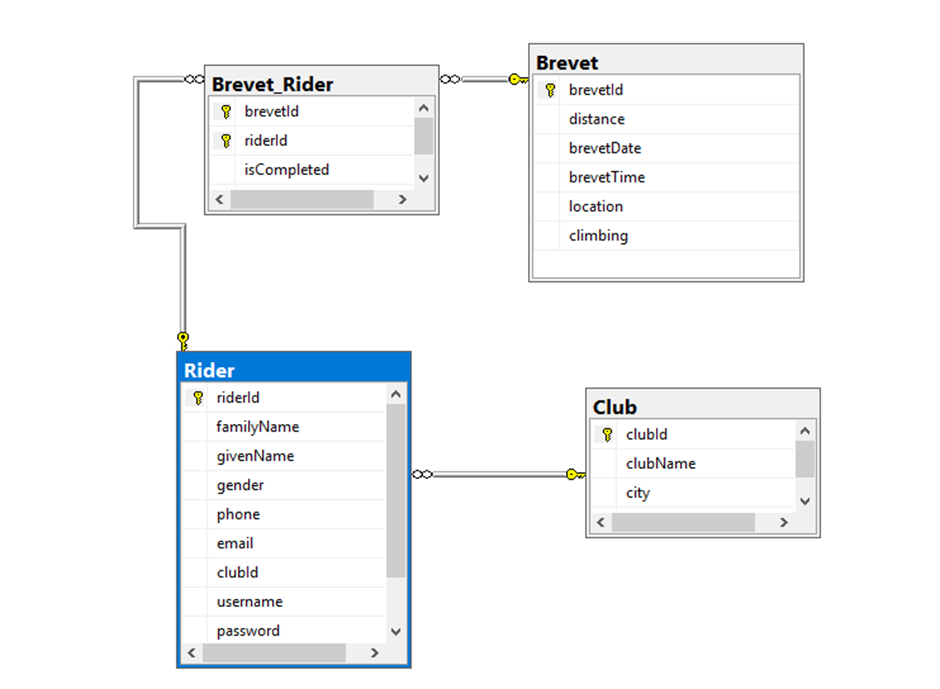 Brevet_Rider
brevetId
riderId
isCompleted
Brevet
brevetId
distance
brevetDate
brevetTime
location
climbing
Rider
riderId
familyName
givenName
gender
phone
email
clubId
username
password
Club
clubId
clubName
city